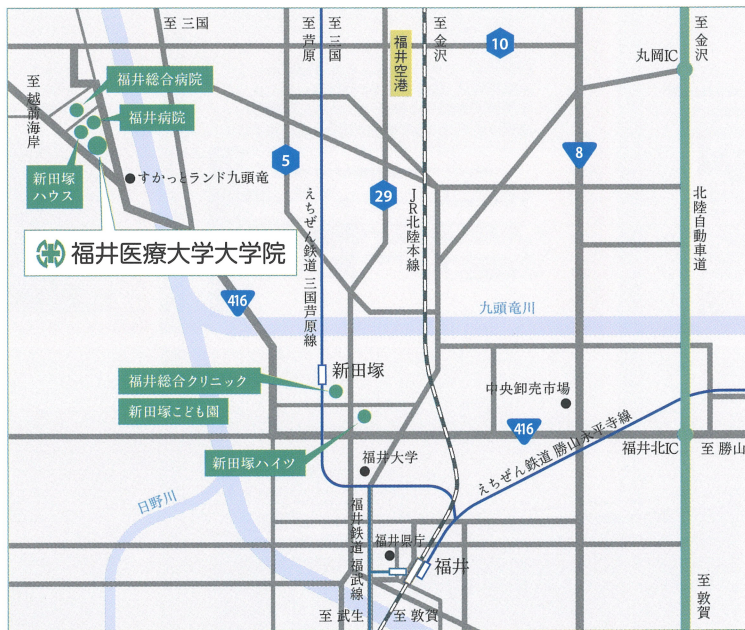 至 三国
至 芦原
至 三国
福井空港
至 金沢
10
丸岡IC
至 金沢
至 越前海岸
福井総合病院
福井病院
新田塚
ハウス
すかっとランド九頭竜
5
29
8
えちぜん鉄道 三国芦原線
JR北陸本線
北陸自動車道
福井医療大学大学院
416
九頭竜川
新田塚
福井総合クリニック
新田塚こども園
中央卸売市場
416
新田塚ハイツ
福井大学
えちぜん鉄道 勝山永平寺線
福井北IC
至 勝山
日野川
福井鉄道 福武線
福井県庁
福井
至 武生
至 敦賀
至 敦賀